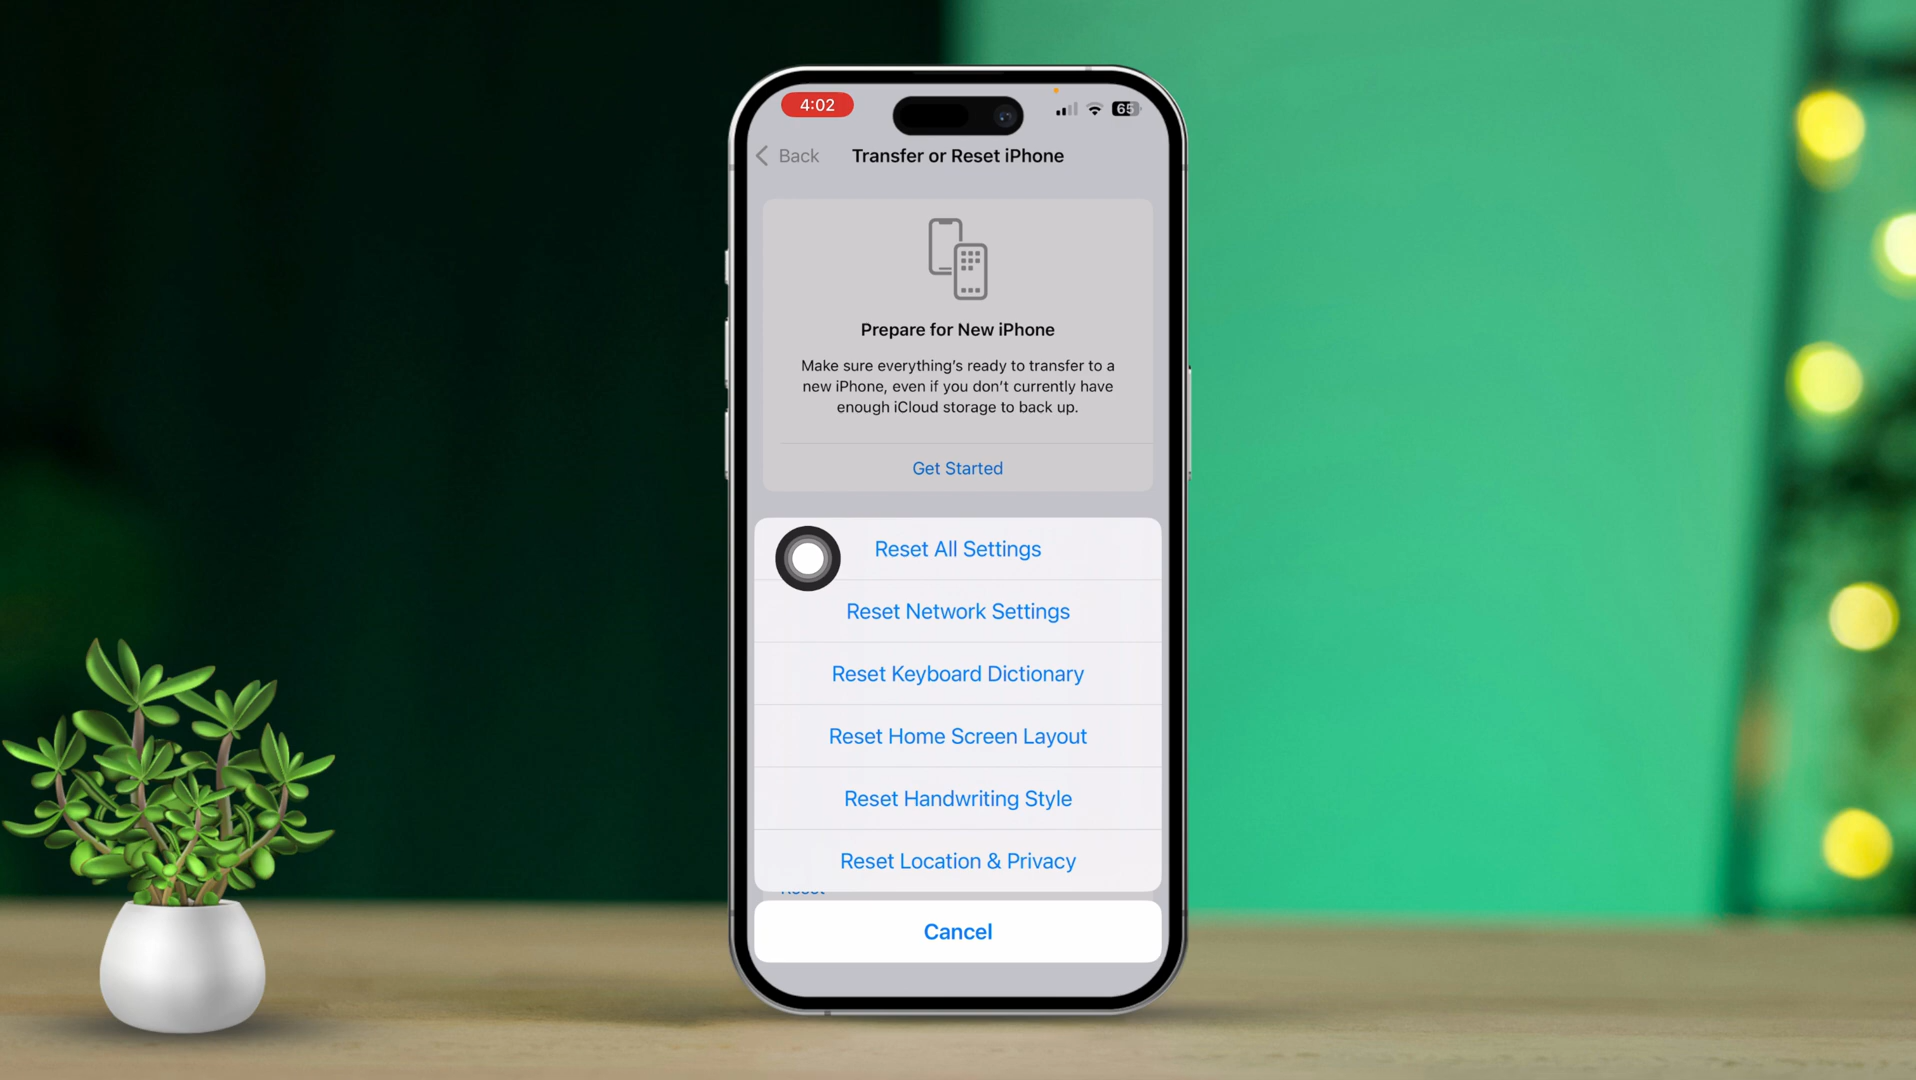 4:02
65
Back
Transfer or Reset iPhone
Prepare for New iPhone
Make sure everything's ready to transfer to a
new iPhone, even if you don't currently have
enough iCloud storage to back up.
Get Started
Reset All Settings
Reset Network Settings
Reset Keyboard Dictionary
Reset Home Screen Layout
Reset Handwriting Style
Reset Location & Privacy
Reset
Cancel